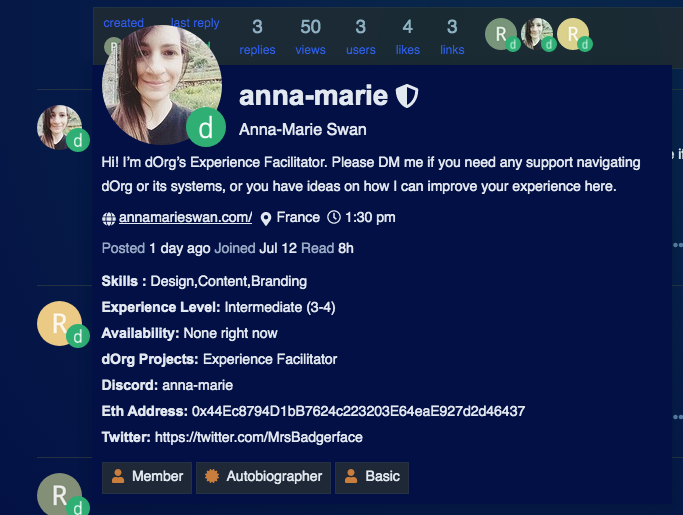 created last reply 3 50 3 4 3
replies views users likes links
R d d d
anna-marie
d
Anna-Marie Swan
d
Hi! I'm dOrg's Experience Facilitator. Please DM me if you need any support navigating
dOrg or its systems, or you have ideas on how I can improve your experience here.
annamarieswan.com/ France 1:30 pm
Posted 1 day ago Joined Jul 12 Read 8h
Skills : Design,Content,Branding
Experience Level: Intermediate (3-4)
R d
Availability: None right now
dOrg Projects: Experience Facilitator
Discord: anna-marie
Eth Address: 0x44Ec8794D1bB7624c223203E64eaE927d2d46437
Twitter: https://twitter.com/MrsBadgerface
Member Autobiographer Basic
R d